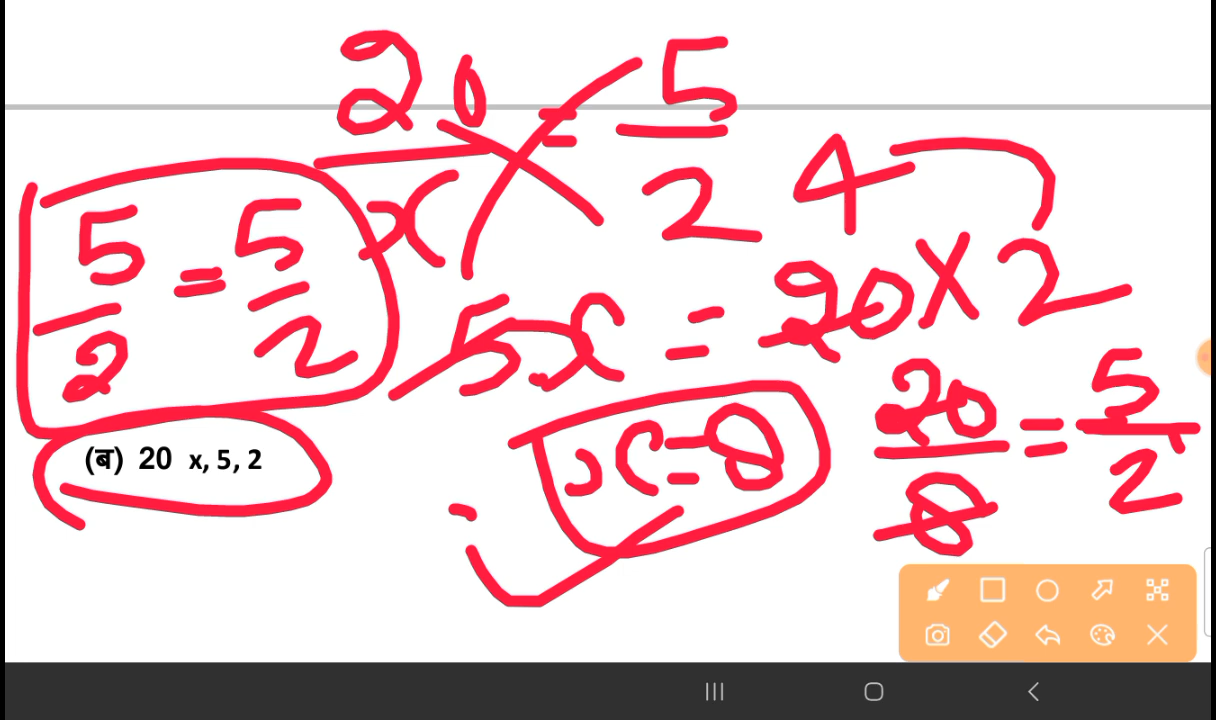 20/x = 5/2
4
5x = 20 x 2
5/2 = 5/2
x = 8
20/8 = 5/2
(ब) 20 x, 5, 2